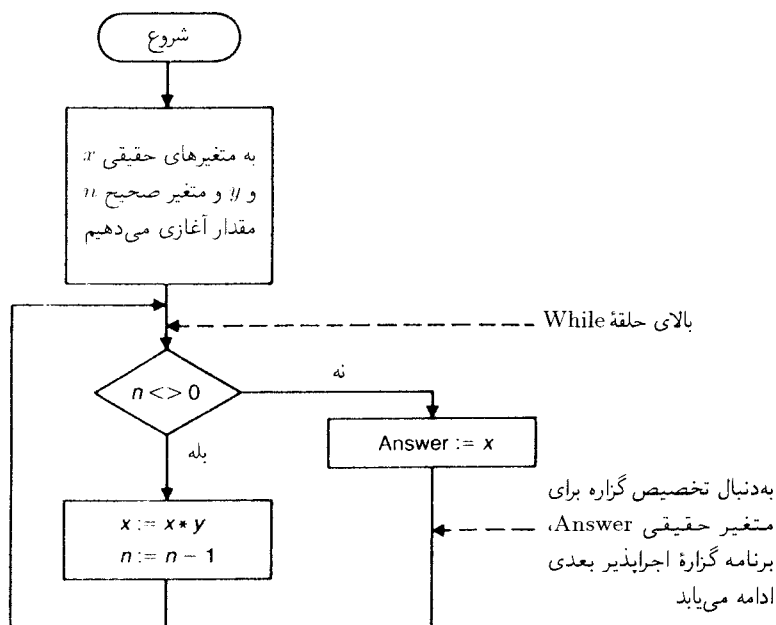 شروع
به متغیرهای حقیقی x
و y و متغیر صحیح n
مقدار آغازی می‌دهیم
بالای حلقهٔ While
n <> 0
نه
بله
Answer := x
x := x * y
n := n − 1
به‌دنبال تخصیص گزاره برای
متغیر حقیقی Answer،
برنامه گزارهٔ اجراپذیر بعدی
ادامه می‌یابد